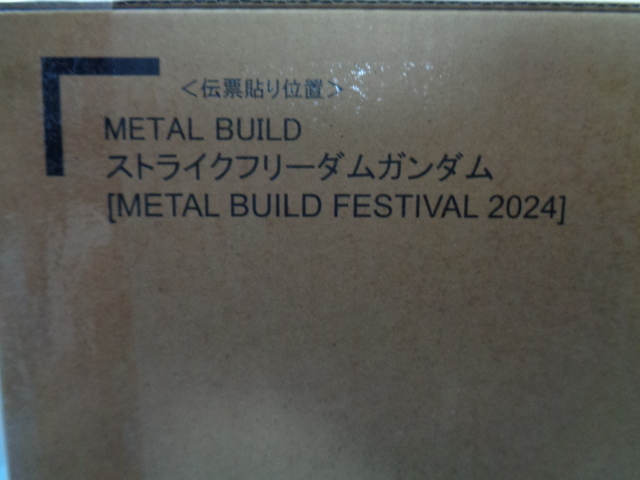 ＜伝票貼り位置＞
METAL BUILD
ストライクフリーダムガンダム
[METAL BUILD FESTIVAL 2024]